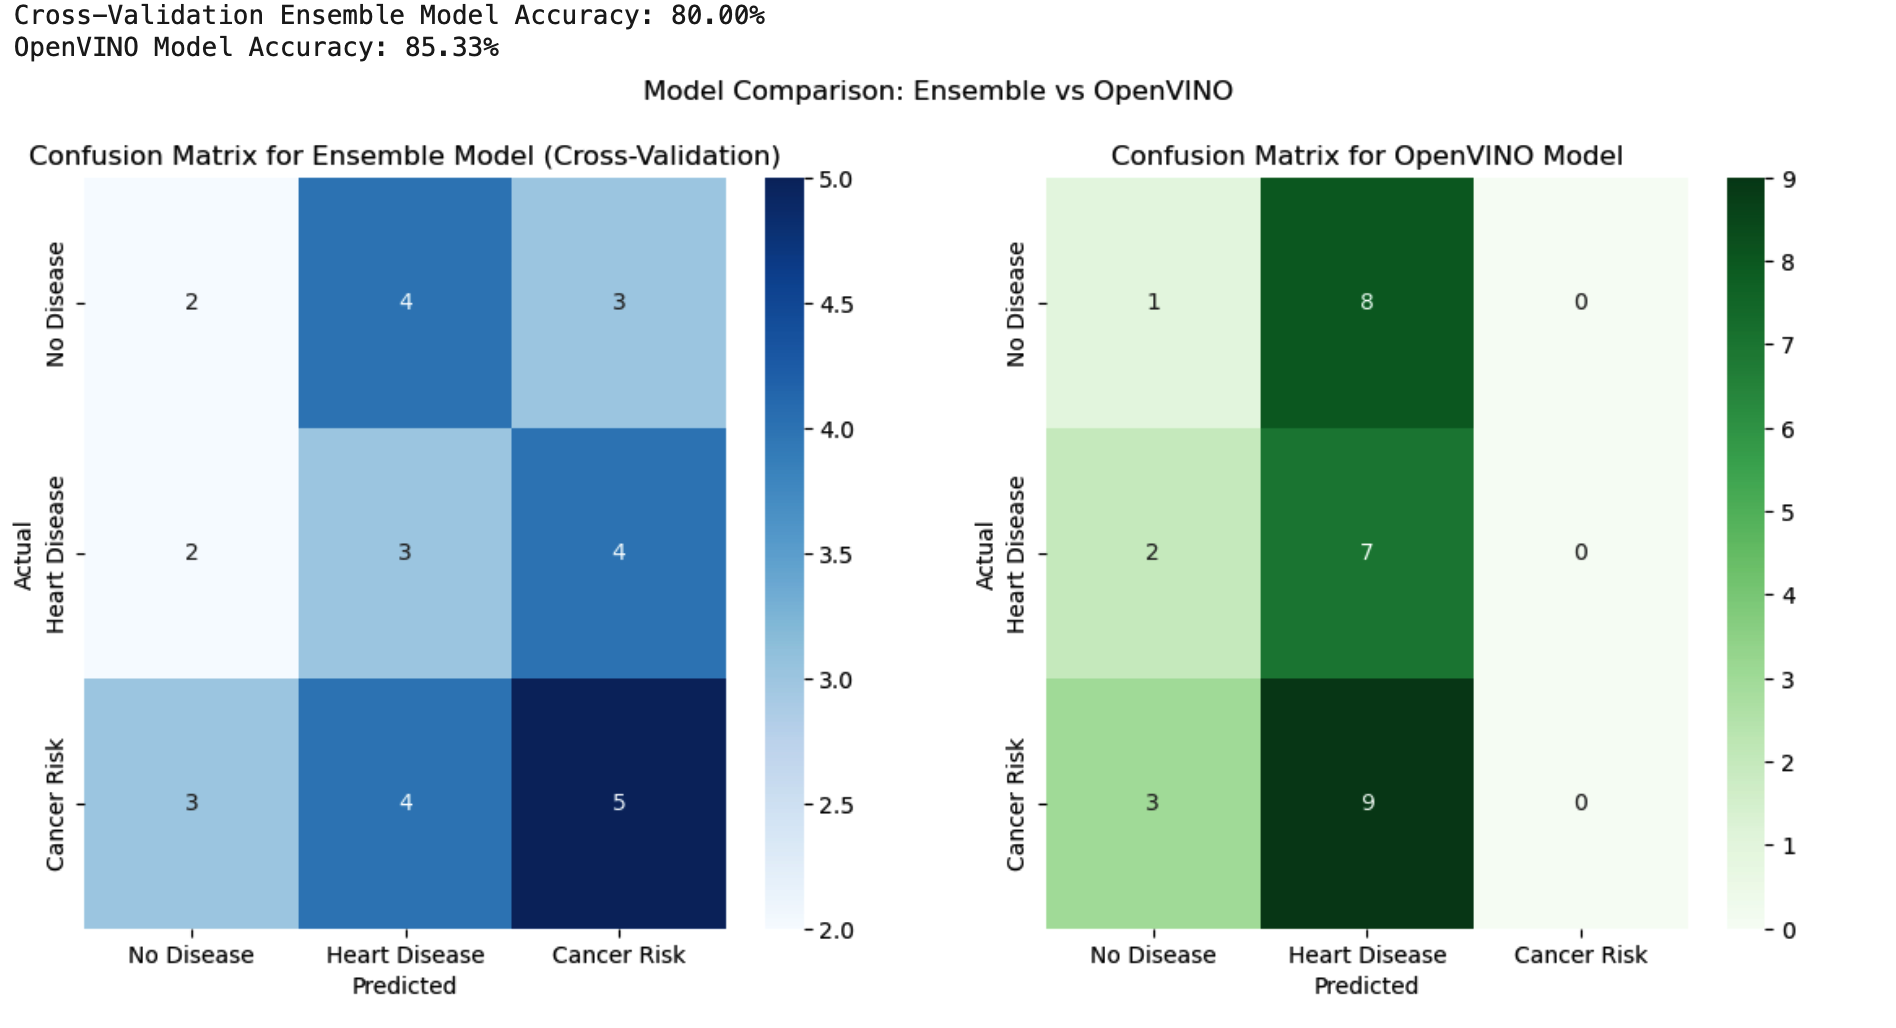 Cross-Validation Ensemble Model Accuracy: 80.00%
OpenVINO Model Accuracy: 85.33%
Model Comparison: Ensemble vs OpenVINO
Confusion Matrix for Ensemble Model (Cross-Validation)
Actual
No Disease
Heart Disease
Cancer Risk
2 4 3
2 3 4
3 4 5
No Disease Heart Disease Cancer Risk
Predicted
5.0
4.5
4.0
3.5
3.0
2.5
2.0
Confusion Matrix for OpenVINO Model
Actual
No Disease
Heart Disease
Cancer Risk
1 8 0
2 7 0
3 9 0
No Disease Heart Disease Cancer Risk
Predicted
9
8
7
6
5
4
3
2
1
0